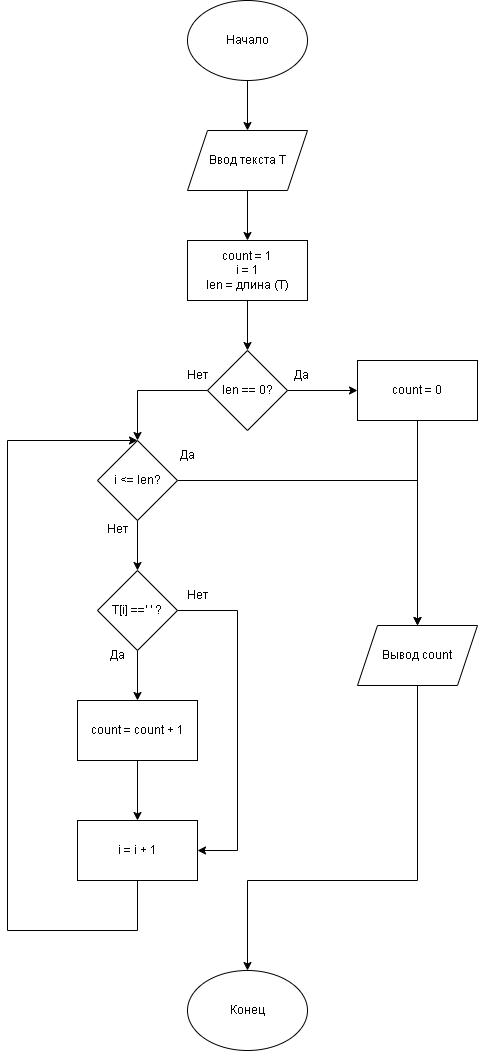 Начало
Ввод текста T
count = 1
i = 1
len = длина (T)
len == 0?
Нет
Да
count = 0
i <= len?
Да
Нет
T[i] ==' ' ?
Нет
Да
Вывод count
count = count + 1
i = i + 1
Конец